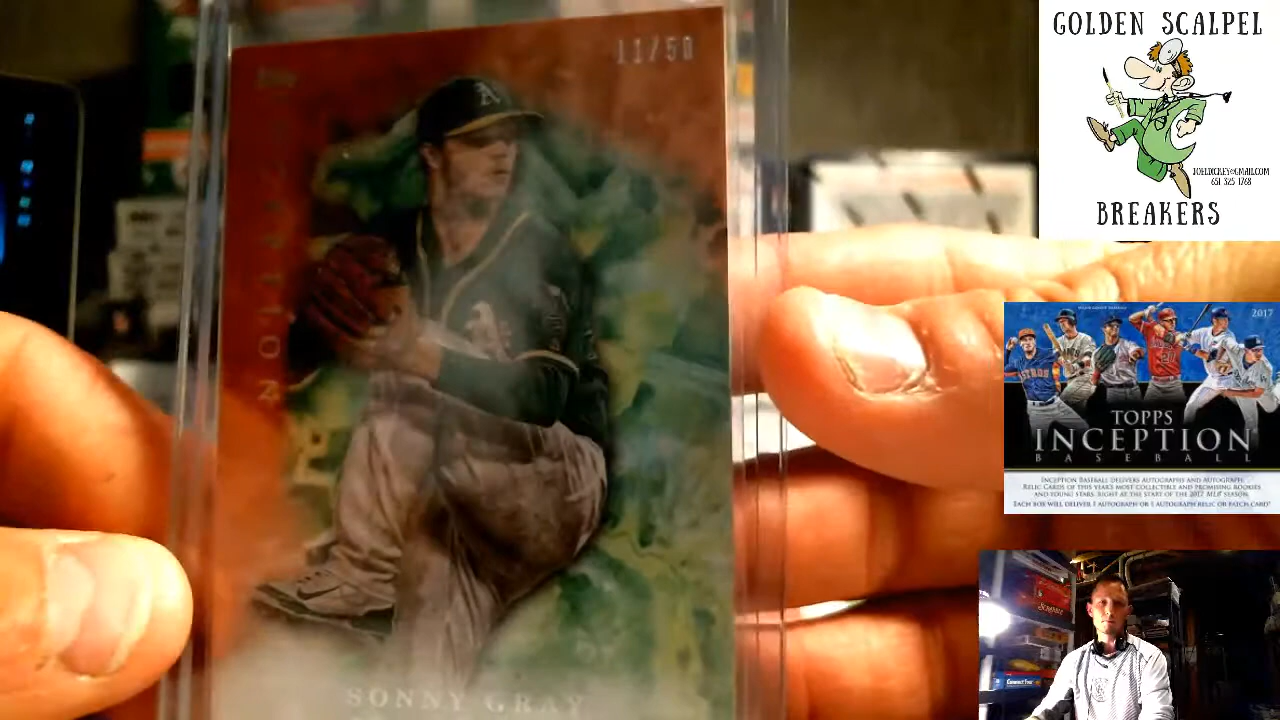 11/50
INCEPTION
SONNY GRAY
GOLDEN SCALPEL
JOELDICKEY@GMAIL.COM
651 325 1768
BREAKERS
2017
TOPPS
INCEPTION
BASEBALL
INCEPTION BASEBALL DELIVERS AUTOGRAPHS AND AUTOGRAPH
RELIC CARDS OF THIS YEAR'S MOST COLLECTIBLE AND PROMISING ROOKIES
AND YOUNG STARS. RIGHT AT THE START OF THE 2017 MLB SEASON.
EACH BOX WILL DELIVER 1 AUTOGRAPH OR 1 AUTOGRAPH RELIC OR PATCH CARD!